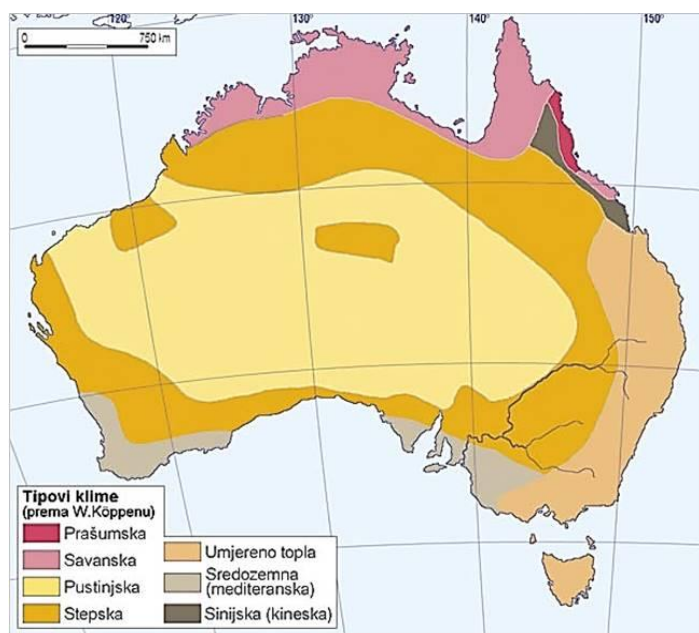 120°
130°
140°
150°
0 750 km
Tipovi klime
(prema W.Köppenu)
Prašumska
Savanska
Pustinjska
Stepska
Umjereno topla
Sredozemna
(mediteranska)
Sinijska (kineska)